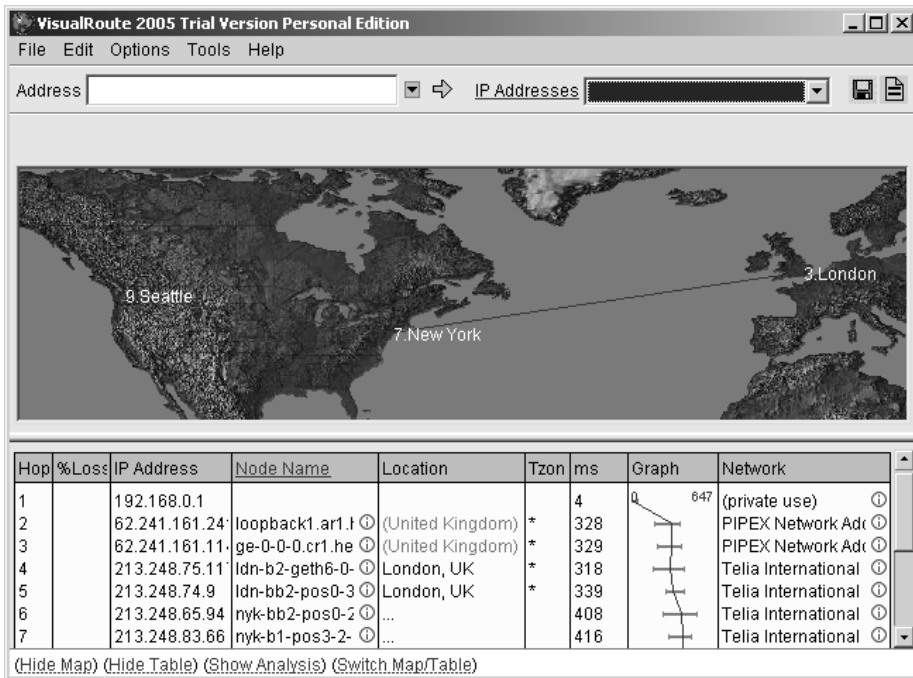 VisualRoute 2005 Trial Version Personal Edition
File Edit Options Tools Help
Address IP Addresses
9.Seattle
7.New York
3.London
Hop %Loss IP Address Node Name Location Tzon ms Graph Network
1 192.168.0.1 4 0 647 (private use)
2 62.241.161.24 loopback1.ar1.h (United Kingdom) * 328 PIPEX Network Add
3 62.241.161.11 ge-0-0-0.cr1.he (United Kingdom) * 329 PIPEX Network Add
4 213.248.75.11 ldn-b2-geth6-0- London, UK * 318 Telia International
5 213.248.74.9 ldn-bb2-pos0-3 London, UK * 339 Telia International
6 213.248.65.94 nyk-bb2-pos0-2 ... 408 Telia International
7 213.248.83.66 nyk-b1-pos3-2- ... 416 Telia International
(Hide Map) (Hide Table) (Show Analysis) (Switch Map/Table)